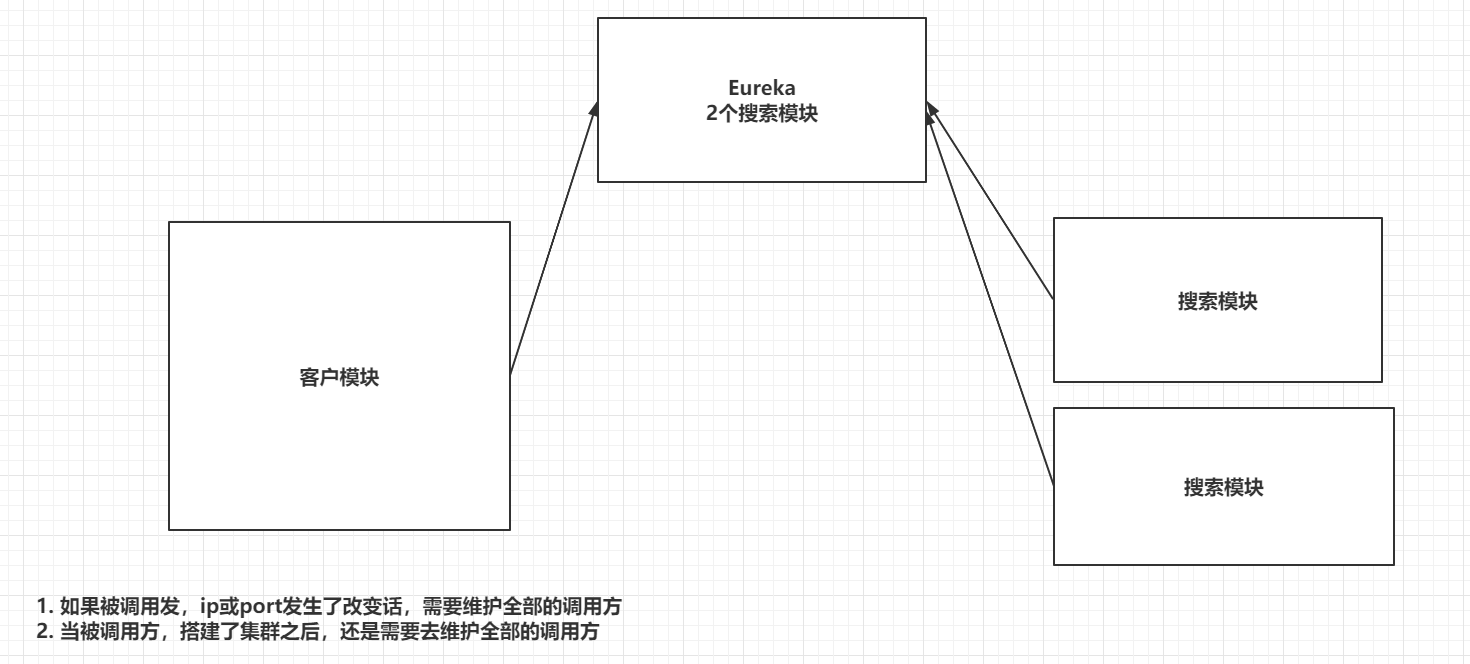 Eureka
2个搜索模块
客户模块
搜索模块
搜索模块
1. 如果被调用发，ip或port发生了改变话，需要维护全部的调用方
2. 当被调用方，搭建了集群之后，还是需要去维护全部的调用方